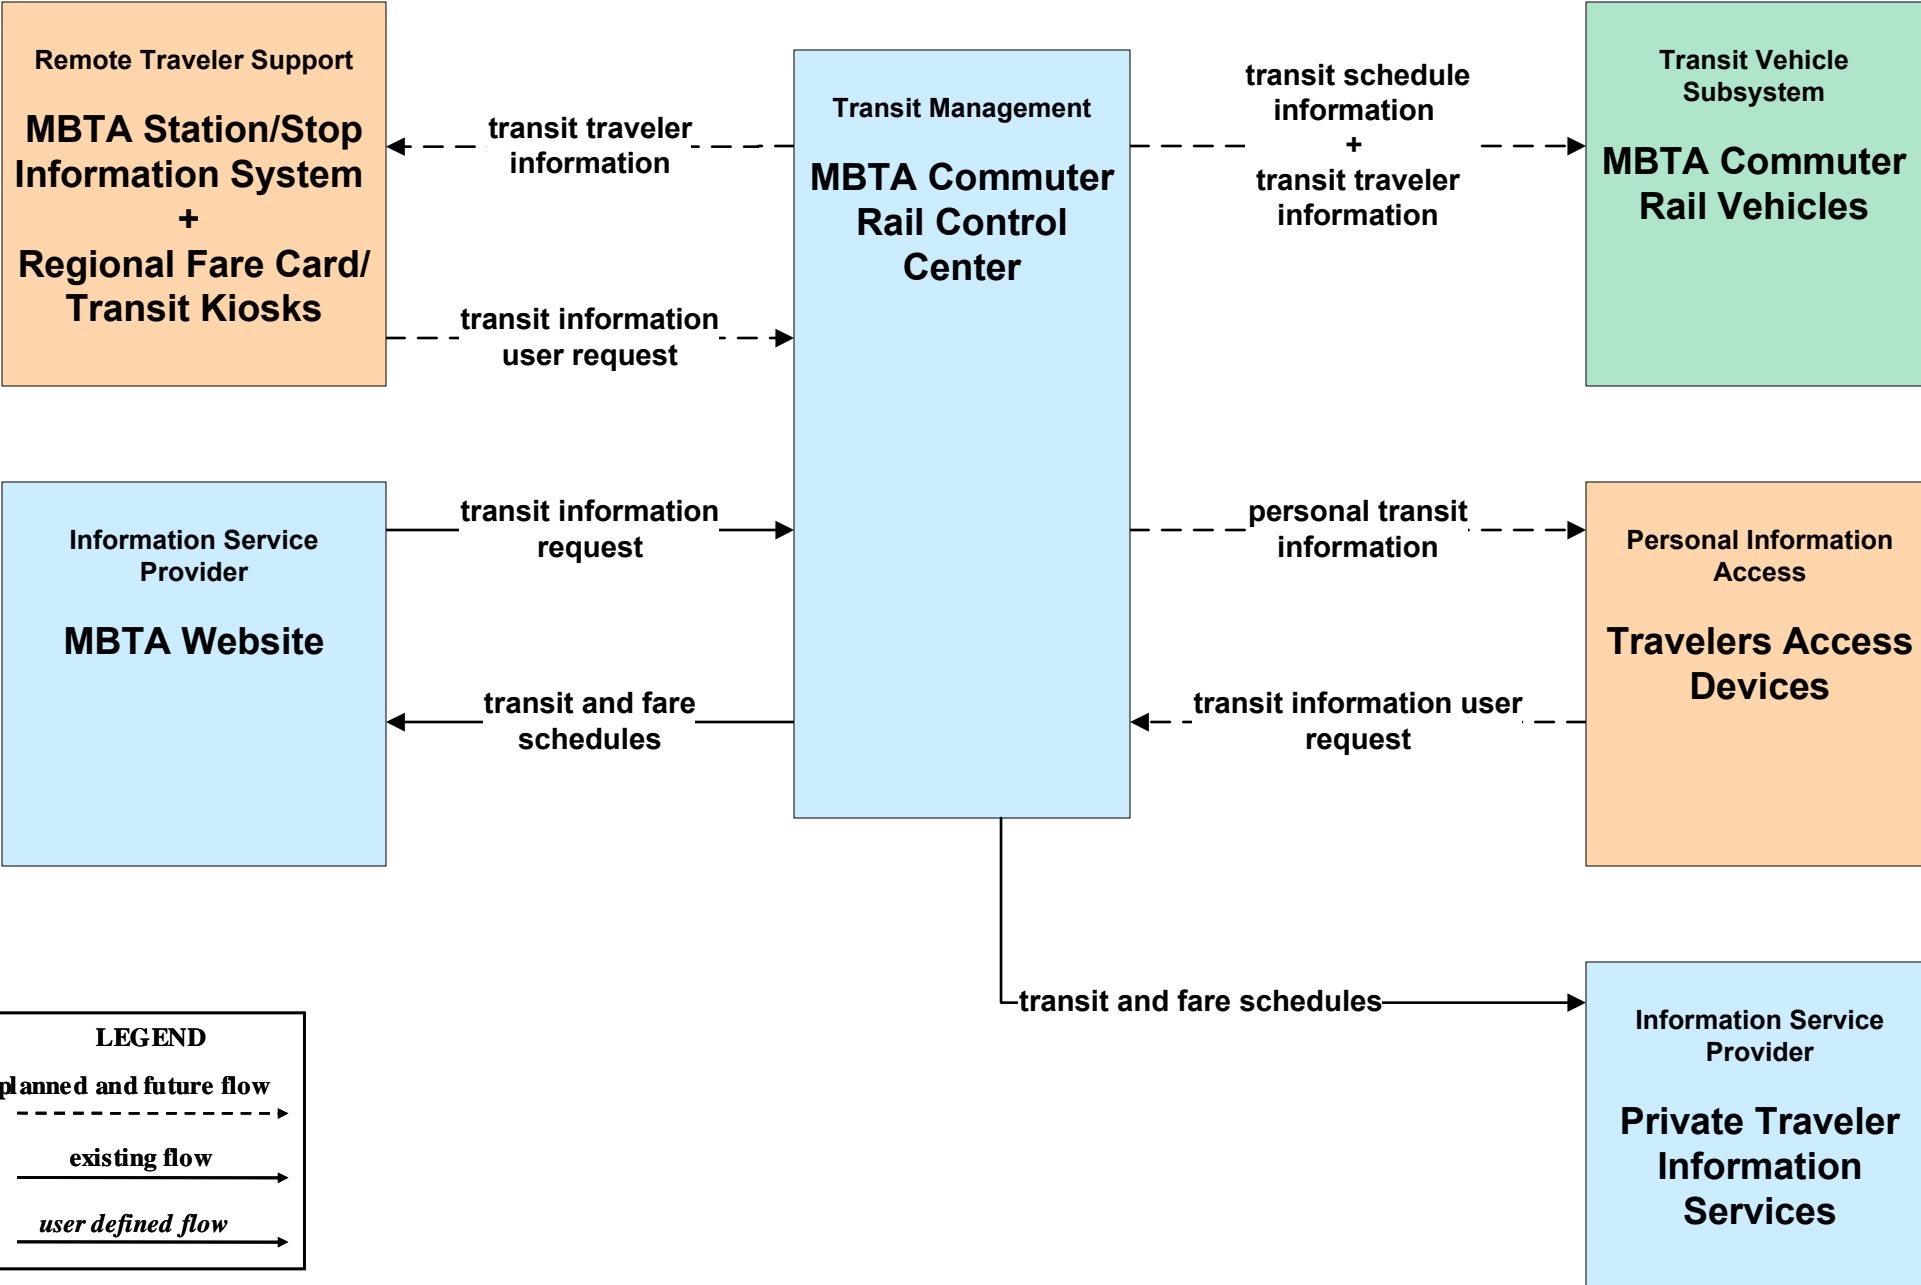 Remote Traveler Support
MBTA Station/Stop
Information System
+
Regional Fare Card/
Transit Kiosks
transit traveler
information
transit information
user request
Transit Management
MBTA Commuter
Rail Control
Center
transit schedule
information
+
transit traveler
information
Transit Vehicle
Subsystem
MBTA Commuter
Rail Vehicles
Information Service
Provider
MBTA Website
transit information
request
transit and fare
schedules
personal transit
information
transit information user
request
Personal Information
Access
Travelers Access
Devices
transit and fare schedules
Information Service
Provider
Private Traveler
Information
Services
LEGEND
planned and future flow
existing flow
user defined flow